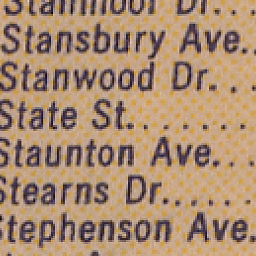 Stansbury Ave..
Stanwood Dr. . .
State St. . . . . . . .
Staunton Ave. . .
Stearns Dr. . . . . .
Stephenson Ave.